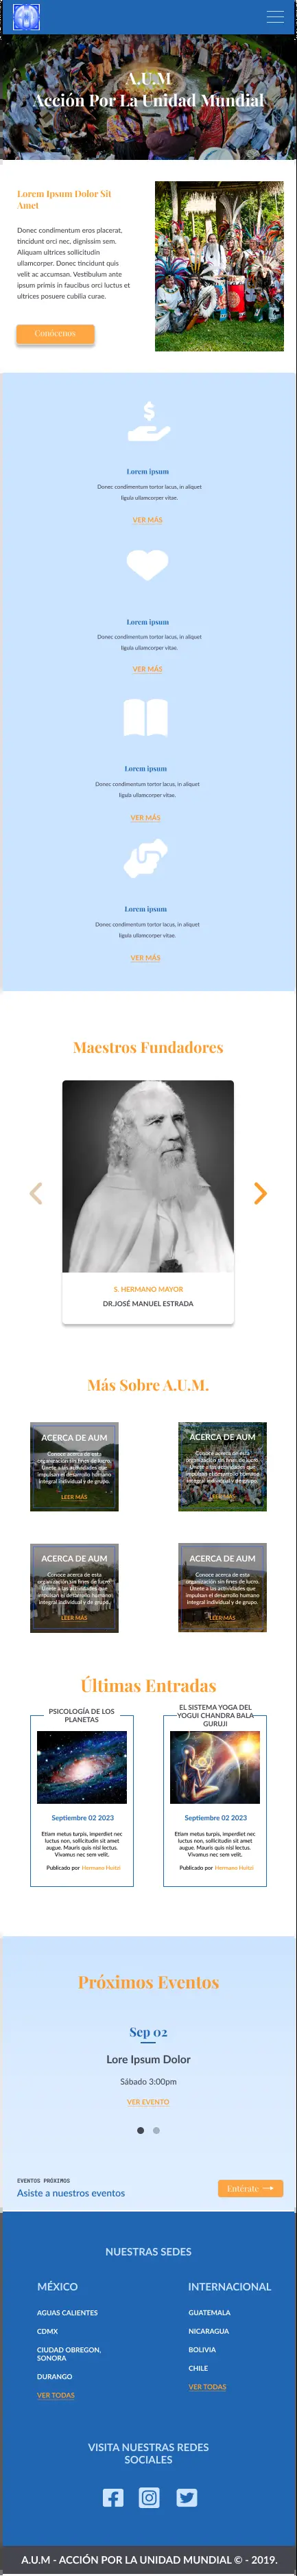 A.U.M
Acción Por La Unidad Mundial
Lorem Ipsum Dolor Sit
Amet
Donec condimentum eros placerat,
tincidunt orci nec, dignissim sem.
Aliquam ultrices sollicitudin
ullamcorper. Donec tincidunt quis
velit ac accumsan. Vestibulum ante
ipsum primis in faucibus orci luctus et
ultrices posuere cubilia curae.
Conócenos
Lorem ipsum
Donec condimentum tortor lacus, in aliquet
ligula ullamcorper vitae.
VER MÁS
Lorem ipsum
Donec condimentum tortor lacus, in aliquet
ligula ullamcorper vitae.
VER MÁS
Lorem ipsum
Donec condimentum tortor lacus, in aliquet
ligula ullamcorper vitae.
VER MÁS
Lorem ipsum
Donec condimentum tortor lacus, in aliquet
ligula ullamcorper vitae.
VER MÁS
Maestros Fundadores
S. HERMANO MAYOR
DR.JOSÉ MANUEL ESTRADA
Más Sobre A.U.M.
ACERCA DE AUM
Conoce acerca de esta
organización sin fines de lucro.
Únete a las actividades que
impulsan el desarrollo humano
integral individual y de grupo.
LEER MÁS
ACERCA DE AUM
Conoce acerca de esta
organización sin fines de lucro.
Únete a las actividades que
impulsan el desarrollo humano
integral individual y de grupo.
LEER MÁS
ACERCA DE AUM
Conoce acerca de esta
organización sin fines de lucro.
Únete a las actividades que
impulsan el desarrollo humano
integral individual y de grupo.
LEER MÁS
ACERCA DE AUM
Conoce acerca de esta
organización sin fines de lucro.
Únete a las actividades que
impulsan el desarrollo humano
integral individual y de grupo.
LEER MÁS
Últimas Entradas
PSICOLOGÍA DE LOS
PLANETAS
Septiembre 02 2023
Etiam metus turpis, imperdiet nec
luctus non, sollicitudin sit amet
augue. Mauris quis nisl lectus.
Vivamus nec sem velit.
Publicado por Hermano Huitzi
EL SISTEMA YOGA DEL
YOGUI CHANDRA BALA
GURUJI
Septiembre 02 2023
Etiam metus turpis, imperdiet nec
luctus non, sollicitudin sit amet
augue. Mauris quis nisl lectus.
Vivamus nec sem velit.
Publicado por Hermano Huitzi
Próximos Eventos
Sep 02
Lore Ipsum Dolor
Sábado 3:00pm
VER EVENTO
EVENTOS PRÓXIMOS
Asiste a nuestros eventos
Entérate
NUESTRAS SEDES
MÉXICO
AGUAS CALIENTES
CDMX
CIUDAD OBREGON,
SONORA
DURANGO
VER TODAS
INTERNACIONAL
GUATEMALA
NICARAGUA
BOLIVIA
CHILE
VER TODAS
VISITA NUESTRAS REDES
SOCIALES
A.U.M - ACCIÓN POR LA UNIDAD MUNDIAL © - 2019.